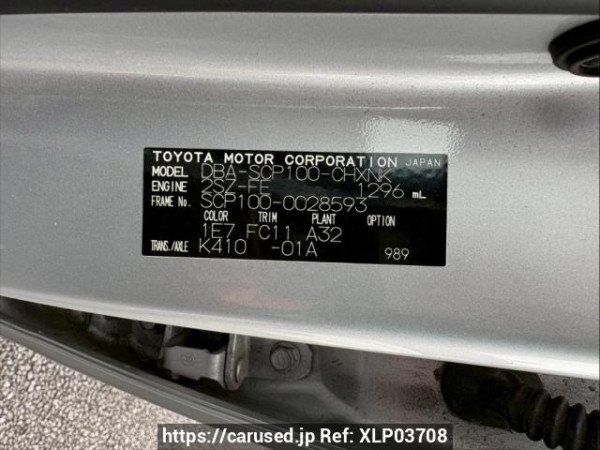 TOYOTA MOTOR CORPORATION JAPAN
MODEL DBA-SCP100-CHXNK
ENGINE 2SZ-FE 1296 mL
FRAME No. SCP100-0028593
COLOR TRIM PLANT OPTION
1E7 FC11 A32
TRANS./AXLE K410 -01A 989
https://carused.jp Ref: XLP03708